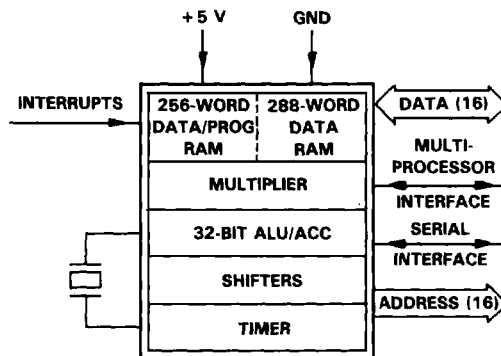 +5 V
GND
INTERRUPTS
256-WORD
DATA/PROG
RAM
288-WORD
DATA
RAM
MULTIPLIER
32-BIT ALU/ACC
SHIFTERS
TIMER
DATA (16)
MULTI-
PROCESSOR
INTERFACE
SERIAL
INTERFACE
ADDRESS (16)